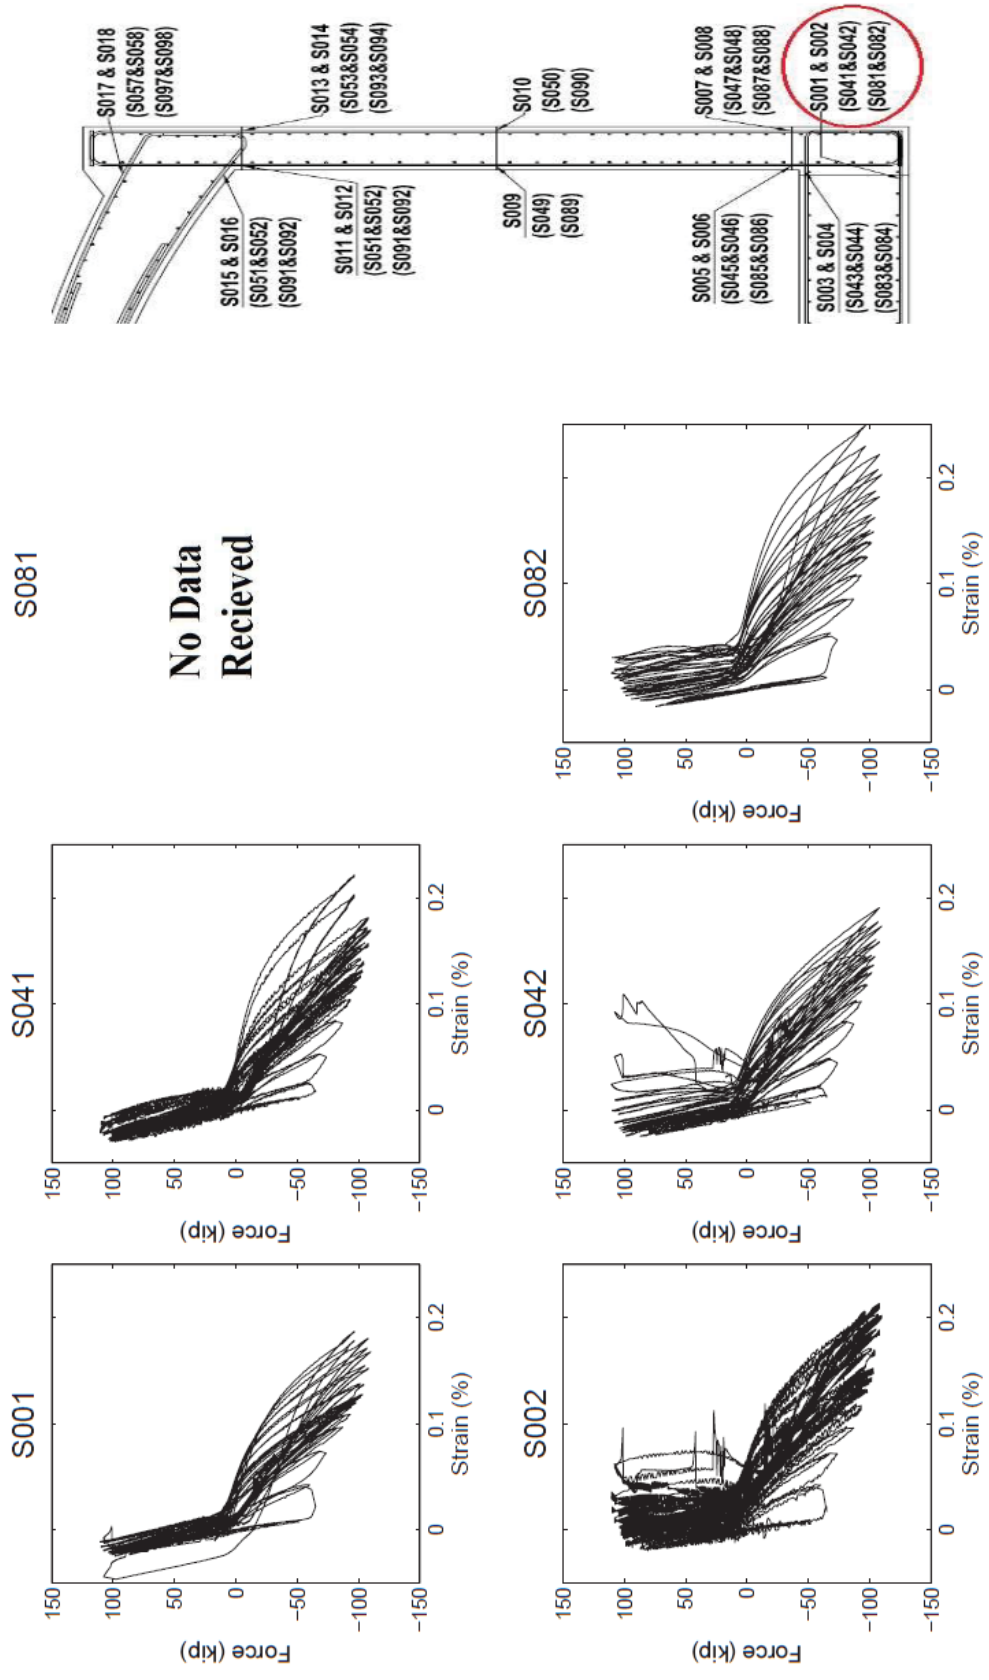 S001
150
100
50
0
−50
−100
−150
Force (kip)
0
0.1
0.2
Strain (%)
S041
150
100
50
0
−50
−100
−150
Force (kip)
0
0.1
0.2
Strain (%)
S081
No Data
Recieved
S002
150
100
50
0
−50
−100
−150
Force (kip)
0
0.1
0.2
Strain (%)
S042
150
100
50
0
−50
−100
−150
Force (kip)
0
0.1
0.2
Strain (%)
S082
150
100
50
0
−50
−100
−150
Force (kip)
0
0.1
0.2
Strain (%)
S017 & S018
(S057&S058)
(S097&S098)
S015 & S016
(S051&S052)
(S091&S092)
S013 & S014
(S053&S054)
(S093&S094)
S011 & S012
(S051&S052)
(S091&S092)
S010
(S050)
(S090)
S009
(S049)
(S089)
S007 & S008
(S047&S048)
(S087&S088)
S005 & S006
(S045&S046)
(S085&S086)
S001 & S002
(S041&S042)
(S081&S082)
S003 & S004
(S043&S044)
(S083&S084)